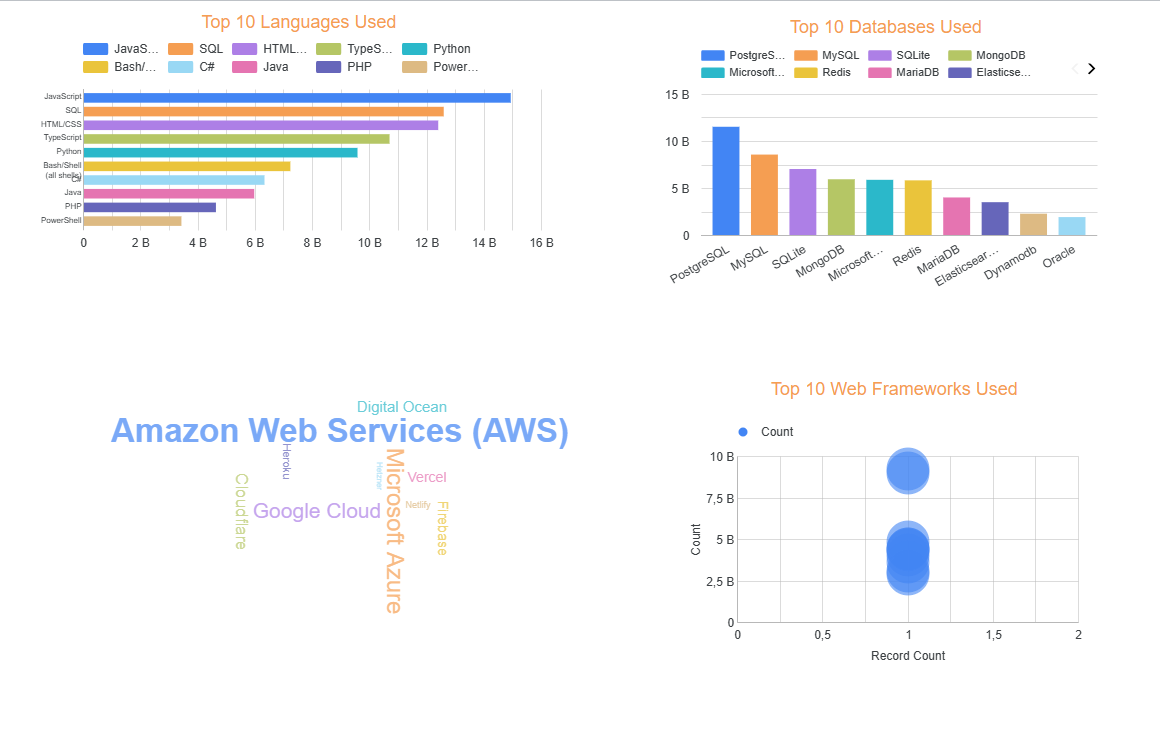 Top 10 Languages Used
JavaS... SQL HTML... TypeS... Python
Bash/... C# Java PHP Power...
JavaScript
SQL
HTML/CSS
TypeScript
Python
Bash/Shell
(all shells)
C#
Java
PHP
PowerShell
0 2 B 4 B 6 B 8 B 10 B 12 B 14 B 16 B
Top 10 Databases Used
PostgreS... MySQL SQLite MongoDB
Microsoft... Redis MariaDB Elasticse...
15 B
10 B
5 B
0
PostgreSQL MySQL SQLite MongoDB Microsoft... Redis MariaDB Elasticsear... Dynamodb Oracle
Digital Ocean
Amazon Web Services (AWS)
Heroku
Hetzner
Microsoft Azure
Vercel
Cloudflare
Google Cloud
Netlify
Firebase
Top 10 Web Frameworks Used
Count
10 B
7,5 B
5 B
2,5 B
0
Count
0 0,5 1 1,5 2
Record Count